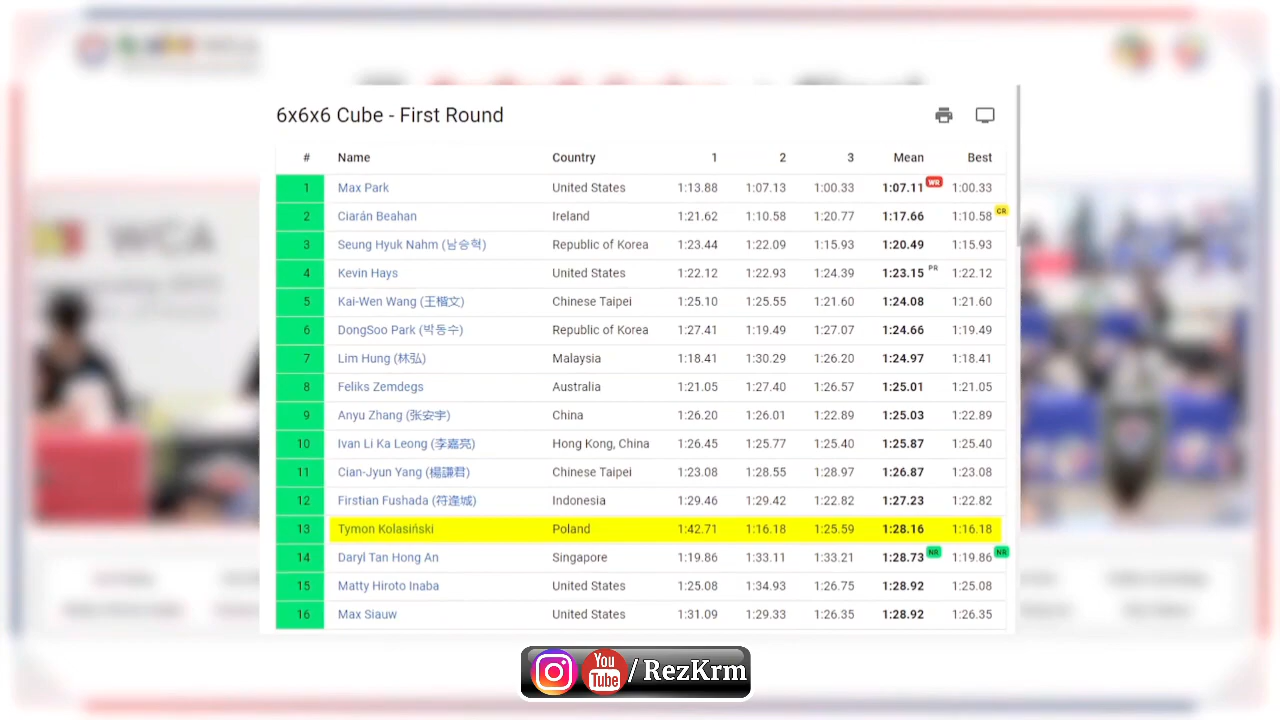 6x6x6 Cube - First Round
# Name Country 1 2 3 Mean Best
1 Max Park United States 1:13.88 1:07.13 1:00.33 1:07.11 WR 1:00.33
2 Ciarán Beahan Ireland 1:21.62 1:10.58 1:20.77 1:17.66 1:10.58 CR
3 Seung Hyuk Nahm (남승혁) Republic of Korea 1:23.44 1:22.09 1:15.93 1:20.49 1:15.93
4 Kevin Hays United States 1:22.12 1:22.93 1:24.39 1:23.15 PR 1:22.12
5 Kai-Wen Wang (王楷文) Chinese Taipei 1:25.10 1:25.55 1:21.60 1:24.08 1:21.60
6 DongSoo Park (박동수) Republic of Korea 1:27.41 1:19.49 1:27.07 1:24.66 1:19.49
7 Lim Hung (林弘) Malaysia 1:18.41 1:30.29 1:26.20 1:24.97 1:18.41
8 Feliks Zemdegs Australia 1:21.05 1:27.40 1:26.57 1:25.01 1:21.05
9 Anyu Zhang (张安宇) China 1:26.20 1:26.01 1:22.89 1:25.03 1:22.89
10 Ivan Li Ka Leong (李嘉亮) Hong Kong, China 1:26.45 1:25.77 1:25.40 1:25.87 1:25.40
11 Cian-Jyun Yang (楊謙君) Chinese Taipei 1:23.08 1:28.55 1:28.97 1:26.87 1:23.08
12 Firstian Fushada (符逢城) Indonesia 1:29.46 1:29.42 1:22.82 1:27.23 1:22.82
13 Tymon Kolasiński Poland 1:42.71 1:16.18 1:25.59 1:28.16 1:16.18
14 Daryl Tan Hong An Singapore 1:19.86 1:33.11 1:33.21 1:28.73 NR 1:19.86 NR
15 Matty Hiroto Inaba United States 1:25.08 1:34.93 1:26.75 1:28.92 1:25.08
16 Max Siauw United States 1:31.09 1:29.33 1:26.35 1:28.92 1:26.35
You
Tube / RezKrm
WCA